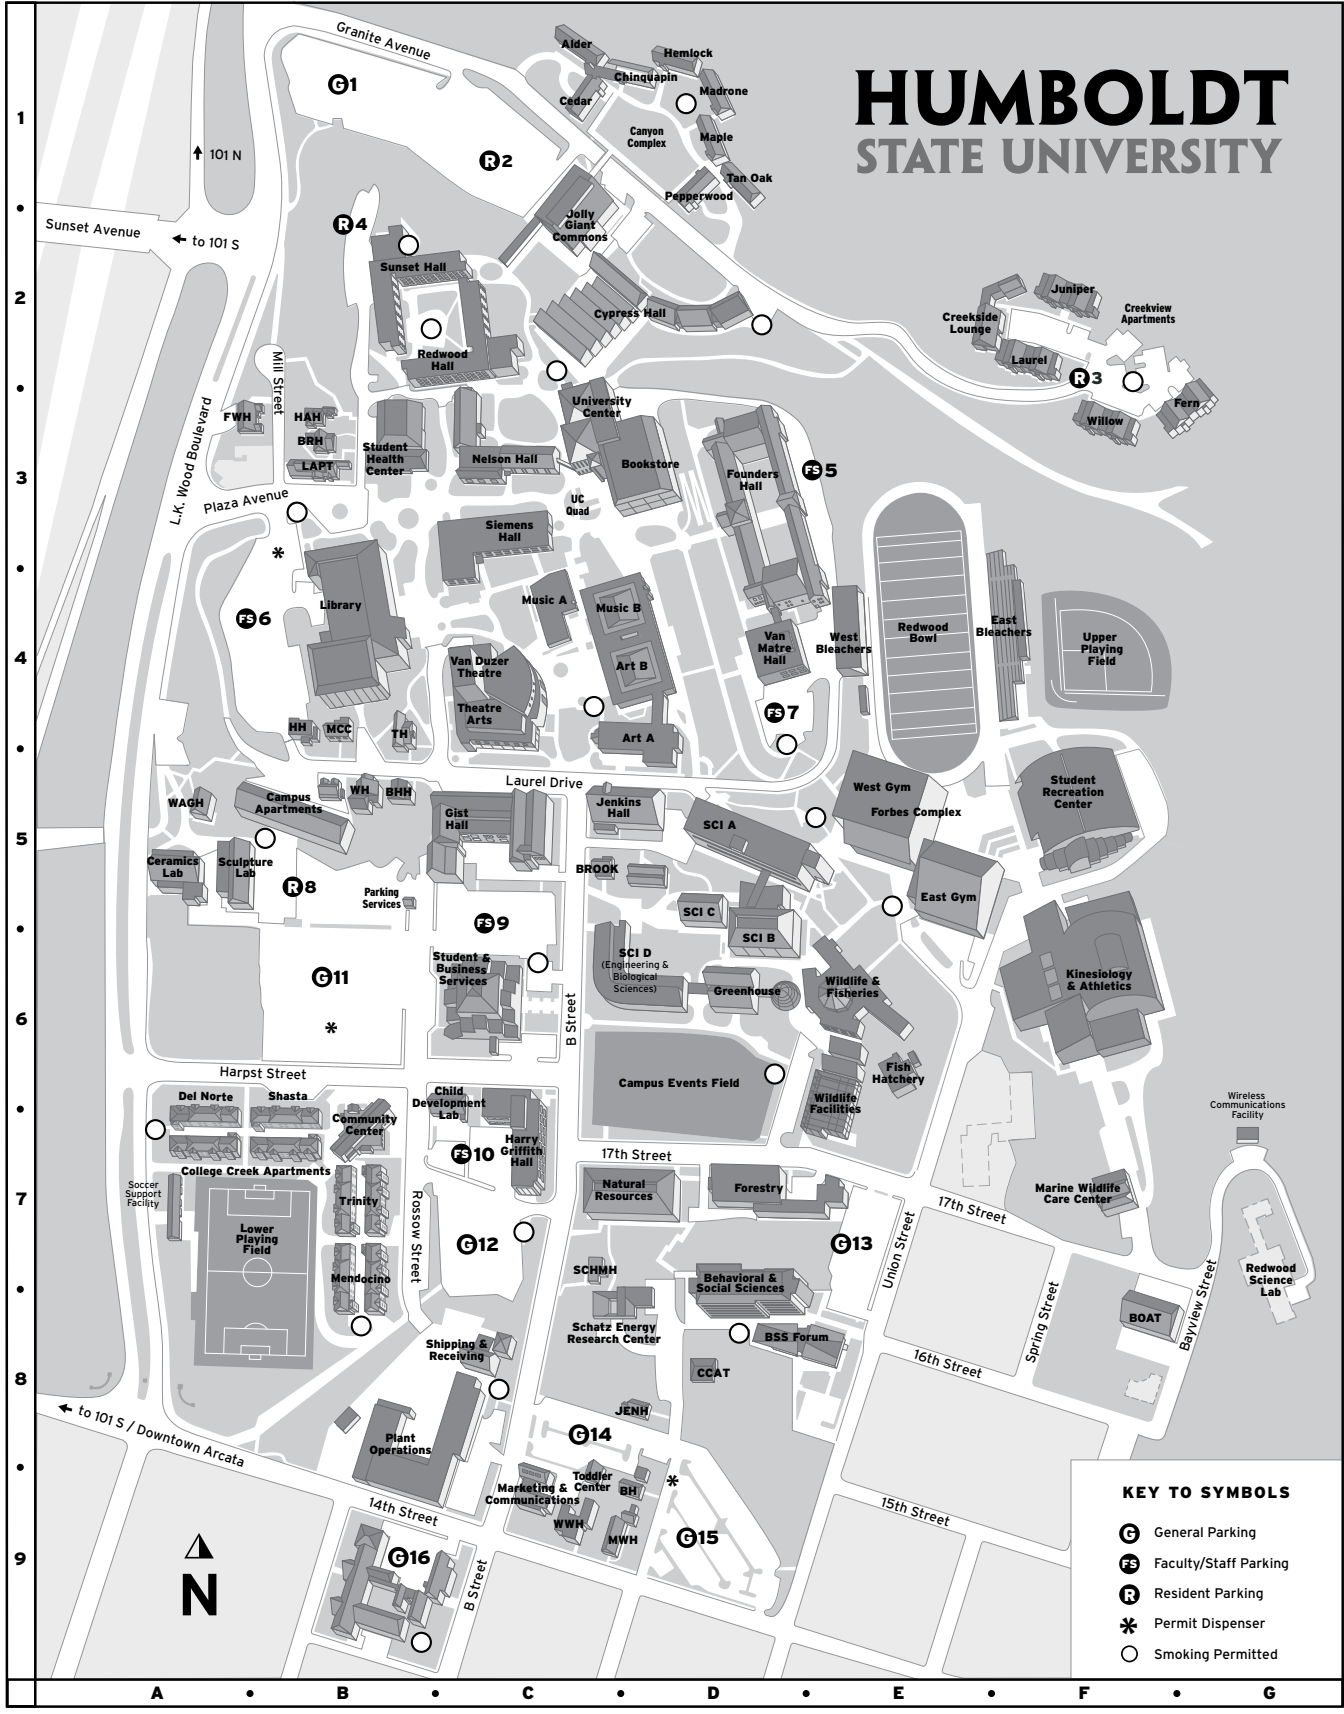 HUMBOLDT
STATE UNIVERSITY
Granite Avenue
Alder
Hemlock
Chinquapin
Cedar
Madrone
Canyon
Complex
Maple
Tan Oak
Pepperwood
G1
R2
1
101 N
Sunset Avenue
to 101 S
R4
Jolly
Giant
Commons
Sunset Hall
2
Cypress Hall
Redwood
Hall
Juniper
Creekview
Apartments
Creekside
Lounge
Laurel
R3
Fern
Willow
Mill Street
L.K. Wood Boulevard
FWH
HAH
BRH
LAPT
Student
Health
Center
University
Center
Nelson Hall
Bookstore
Founders
Hall
FS5
3
Plaza Avenue
UC
Quad
Siemens
Hall
*
Library
FS6
Music A
Music B
Van
Matre
Hall
West
Bleachers
Redwood
Bowl
East
Bleachers
Upper
Playing
Field
4
Van Duzer
Theatre
Theatre
Arts
Art B
FS7
HH
MCC
TH
Art A
Laurel Drive
WAGH
Campus
Apartments
WH
BHH
Gist
Hall
Jenkins
Hall
SCI A
West Gym
Forbes Complex
Student
Recreation
Center
5
Ceramics
Lab
Sculpture
Lab
R8
Parking
Services
BROOK
East Gym
FS9
SCI C
SCI B
Student &
Business
Services
SCI D
(Engineering &
Biological
Sciences)
Greenhouse
Wildlife &
Fisheries
Kinesiology
& Athletics
G11
*
6
B Street
Harpst Street
Campus Events Field
Fish
Hatchery
Wildlife
Facilities
Del Norte
Shasta
Community
Center
Child
Development
Lab
Harry
Griffith
Hall
FS10
Wireless
Communications
Facility
College Creek Apartments
17th Street
Soccer
Support
Facility
Natural
Resources
Forestry
Marine Wildlife
Care Center
7
Trinity
Rossow Street
17th Street
Lower
Playing
Field
G12
G13
Union Street
SCHMH
Behavioral &
Social Sciences
Redwood
Science
Lab
Mendocino
Spring Street
Bayview Street
BOAT
Schatz Energy
Research Center
BSS Forum
Shipping &
Receiving
16th Street
8
CCAT
JENH
to 101 S / Downtown Arcata
G14
Plant
Operations
Toddler
Center
Marketing &
Communications
BH
*
WWH
MWH
G15
15th Street
14th Street
N
G16
B Street
9
KEY TO SYMBOLS
G General Parking
FS Faculty/Staff Parking
R Resident Parking
* Permit Dispenser
Smoking Permitted
A • B • C • D • E • F • G